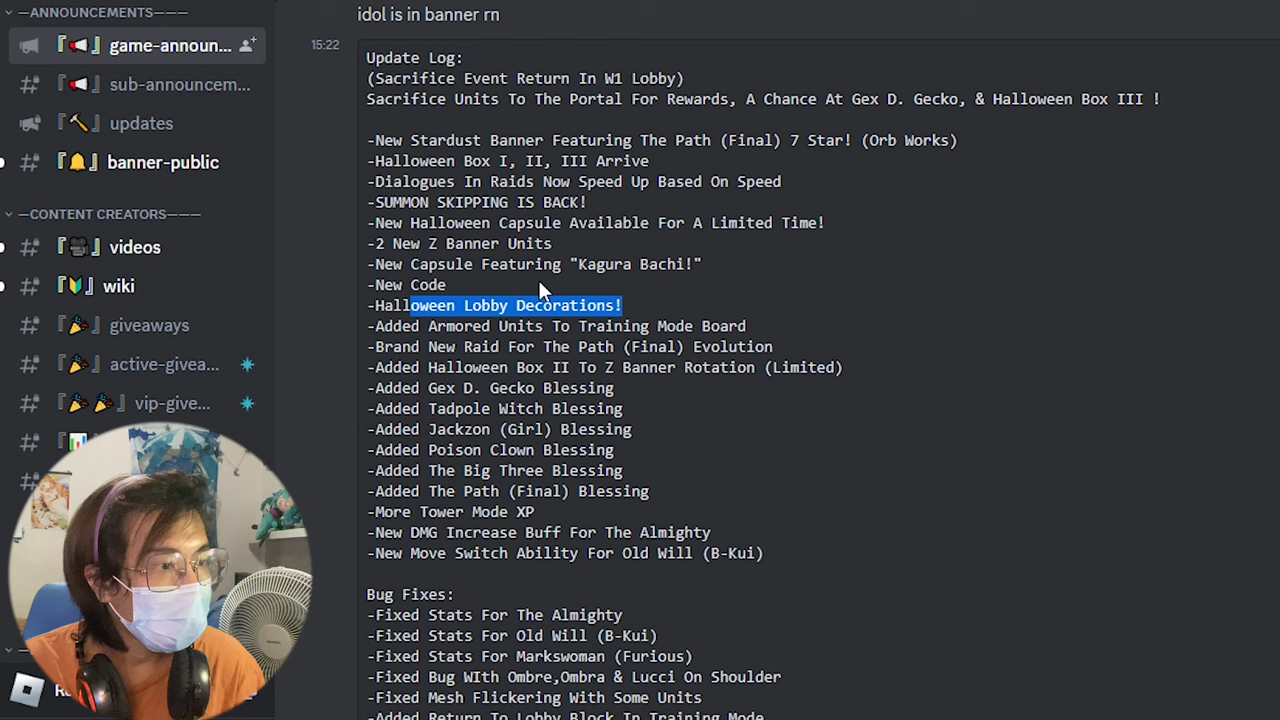 —ANNOUNCEMENTS———
『📢』 game-announ...
『📢』 sub-announcem...
『🔨』 updates
『🔔』 banner-public
—CONTENT CREATORS———
『🎥』 videos
『🔰』 wiki
『🎉』 giveaways
『🎉』 active-givea...
『🎉🎉』 vip-give...
idol is in banner rn
15:22
Update Log:
(Sacrifice Event Return In W1 Lobby)
Sacrifice Units To The Portal For Rewards, A Chance At Gex D. Gecko, & Halloween Box III !
-New Stardust Banner Featuring The Path (Final) 7 Star! (Orb Works)
-Halloween Box I, II, III Arrive
-Dialogues In Raids Now Speed Up Based On Speed
-SUMMON SKIPPING IS BACK!
-New Halloween Capsule Available For A Limited Time!
-2 New Z Banner Units
-New Capsule Featuring "Kagura Bachi!"
-New Code
-Halloween Lobby Decorations!
-Added Armored Units To Training Mode Board
-Brand New Raid For The Path (Final) Evolution
-Added Halloween Box II To Z Banner Rotation (Limited)
-Added Gex D. Gecko Blessing
-Added Tadpole Witch Blessing
-Added Jackzon (Girl) Blessing
-Added Poison Clown Blessing
-Added The Big Three Blessing
-Added The Path (Final) Blessing
-More Tower Mode XP
-New DMG Increase Buff For The Almighty
-New Move Switch Ability For Old Will (B-Kui)
Bug Fixes:
-Fixed Stats For The Almighty
-Fixed Stats For Old Will (B-Kui)
-Fixed Stats For Markswoman (Furious)
-Fixed Bug WIth Ombre,Ombra & Lucci On Shoulder
-Fixed Mesh Flickering With Some Units
-Added Return To Lobby Block In Training Mode